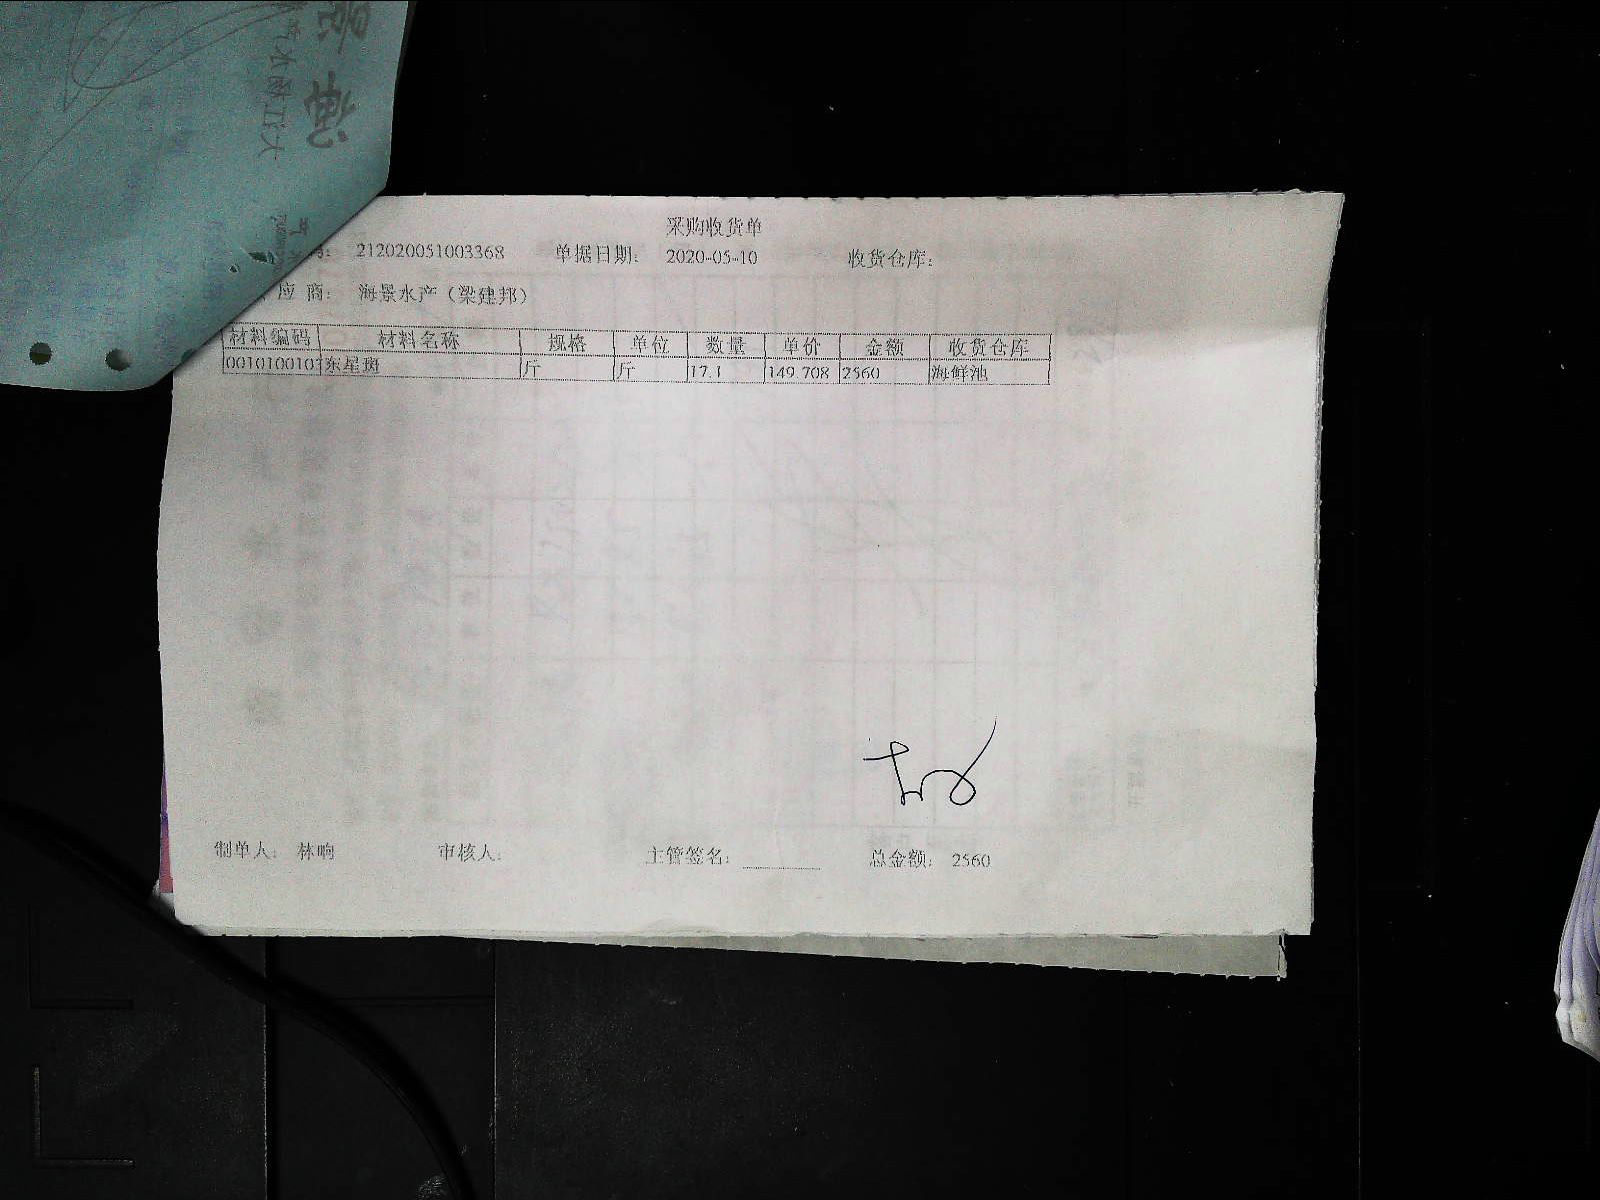 采购收货单
212020051003368 单据日期: 2020-05-10 收货仓库:
应 商: 海景水产（梁建邦）
材料编码 材料名称 规格 单位 数量 单价 金额 收货仓库
0010100103 东星斑 斤 斤 17.1 149.708 2560 海鲜池
制单人: 林响 审核人: 主管签名: 总金额: 2560